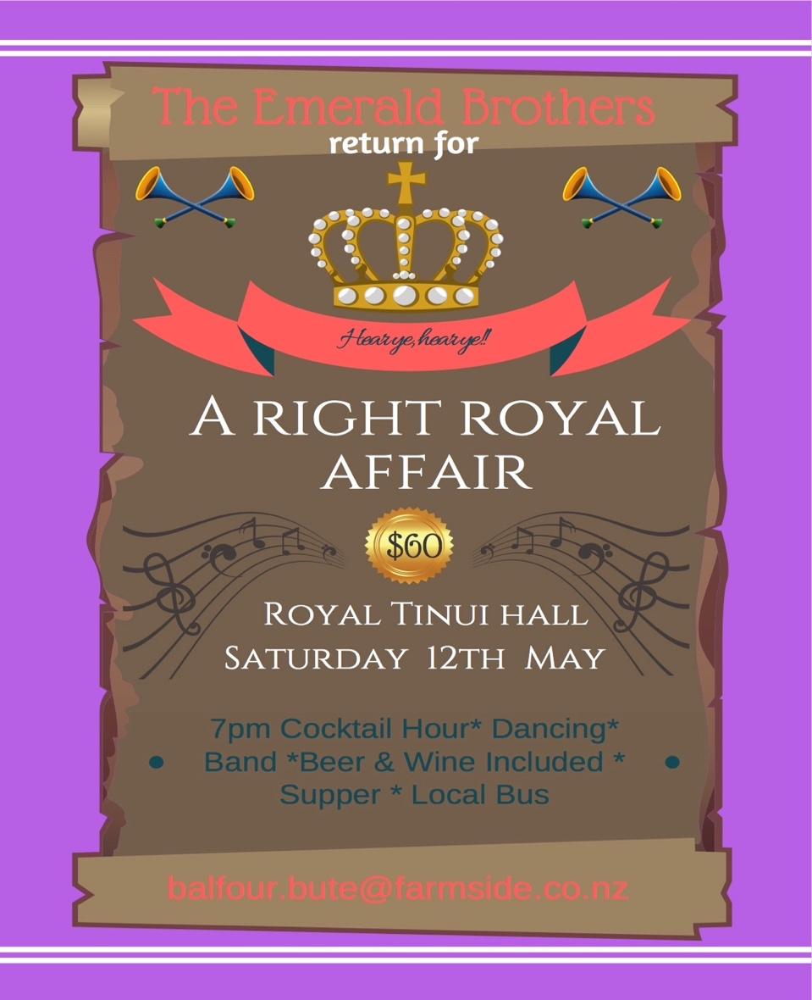 The Emerald Brothers
return for
Hear ye, hear ye!!
A RIGHT ROYAL
AFFAIR
$60
ROYAL TINUI HALL
SATURDAY 12TH MAY
7pm Cocktail Hour* Dancing*
Band *Beer & Wine Included *
Supper * Local Bus
balfour.bute@farmside.co.nz